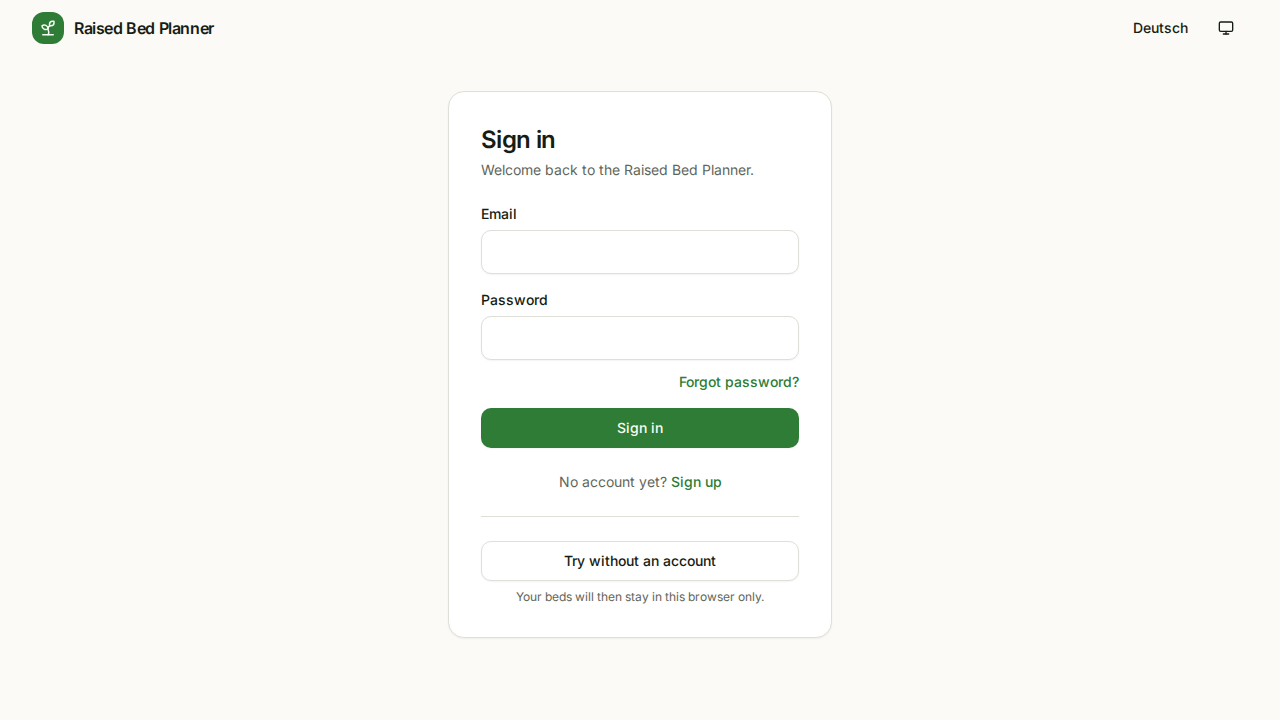 Raised Bed Planner
Deutsch
Sign in
Welcome back to the Raised Bed Planner.
Email
Password
Forgot password?
Sign in
No account yet? Sign up
Try without an account
Your beds will then stay in this browser only.